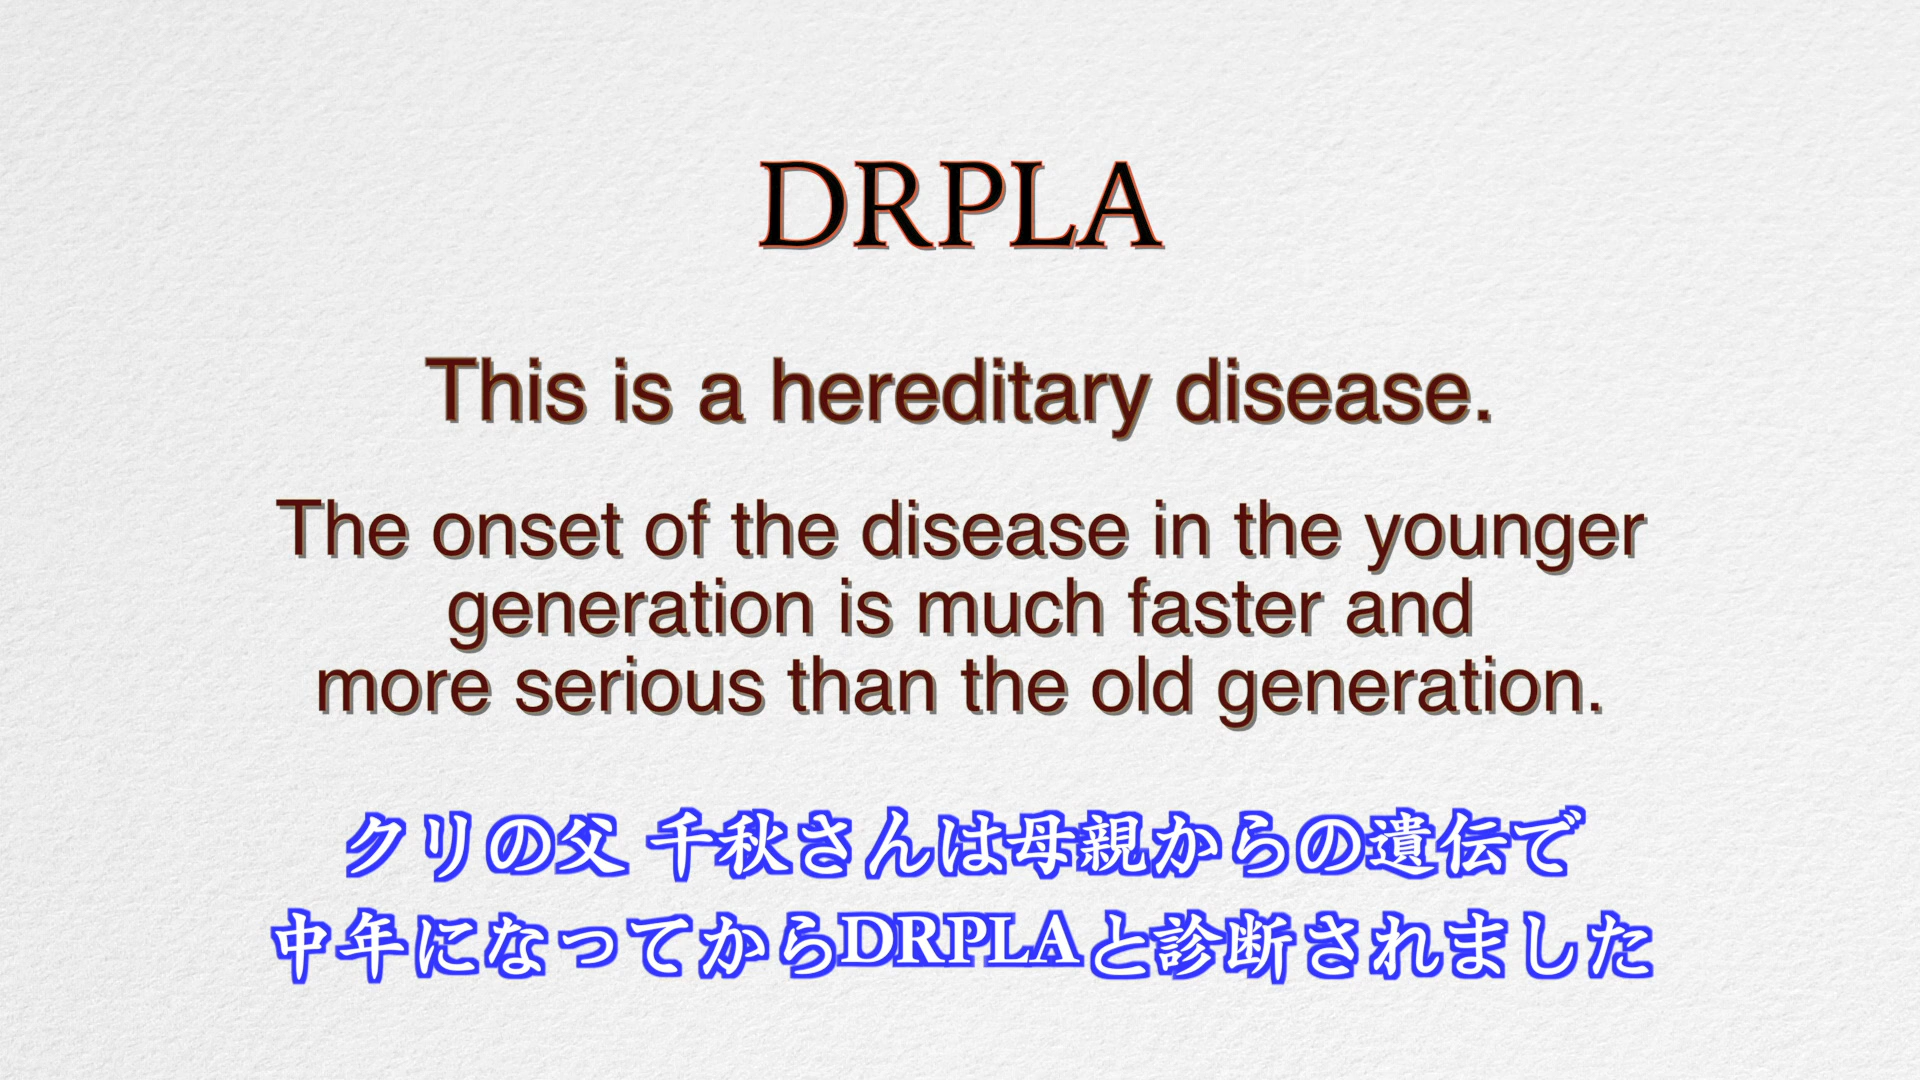 DRPLA
This is a hereditary disease.
The onset of the disease in the younger
generation is much faster and
more serious than the old generation.
クリの父 千秋さんは母親からの遺伝で
中年になってからDRPLAと診断されました